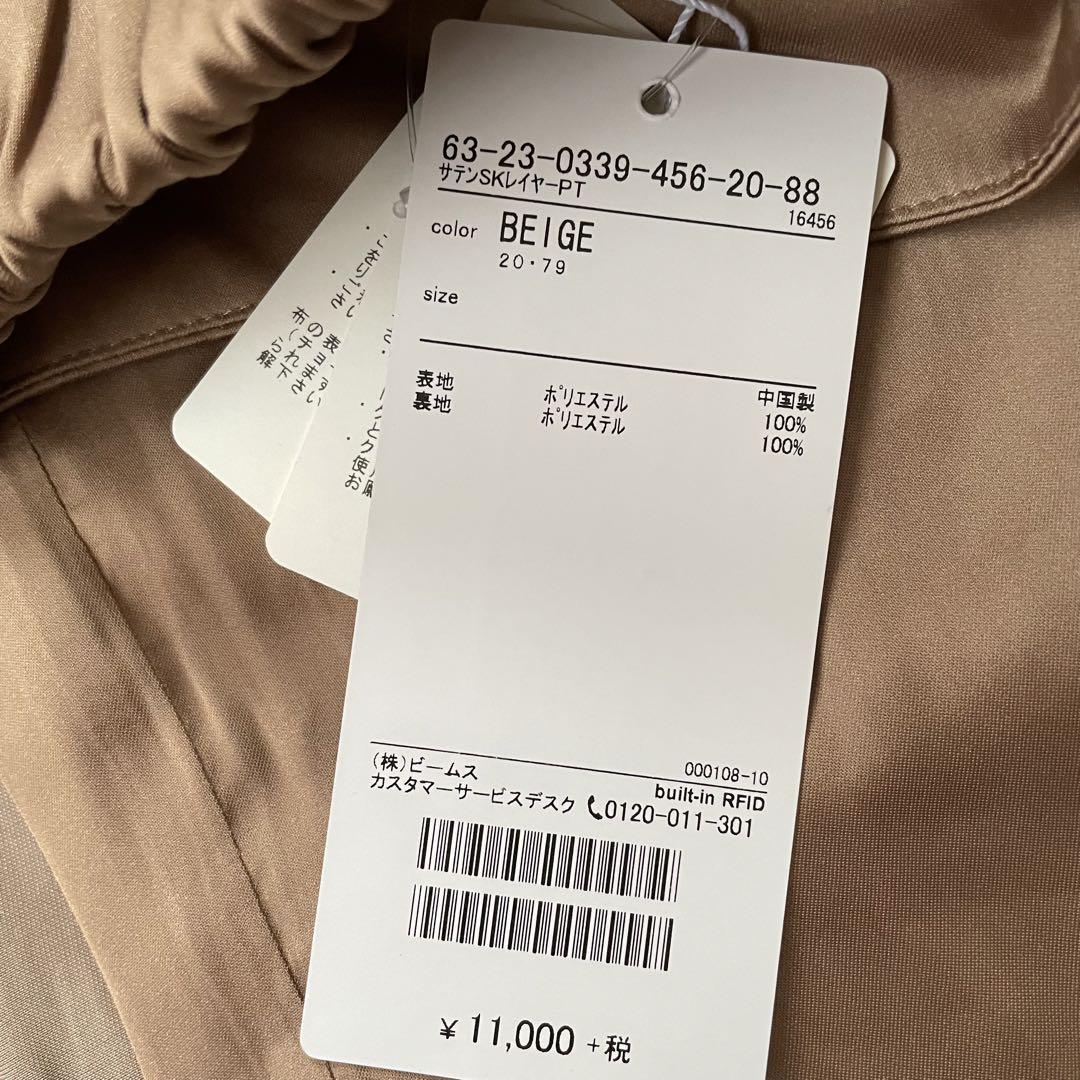 63-23-0339-456-20-88
サテンSKレイヤーPT
16456
color BEIGE
20・79
size
中国製
表地 ポリエステル 100%
裏地 ポリエステル 100%
000108-10
(株)ビームス built-in RFID
カスタマーサービスデスク 0120-011-301
¥11,000 +税